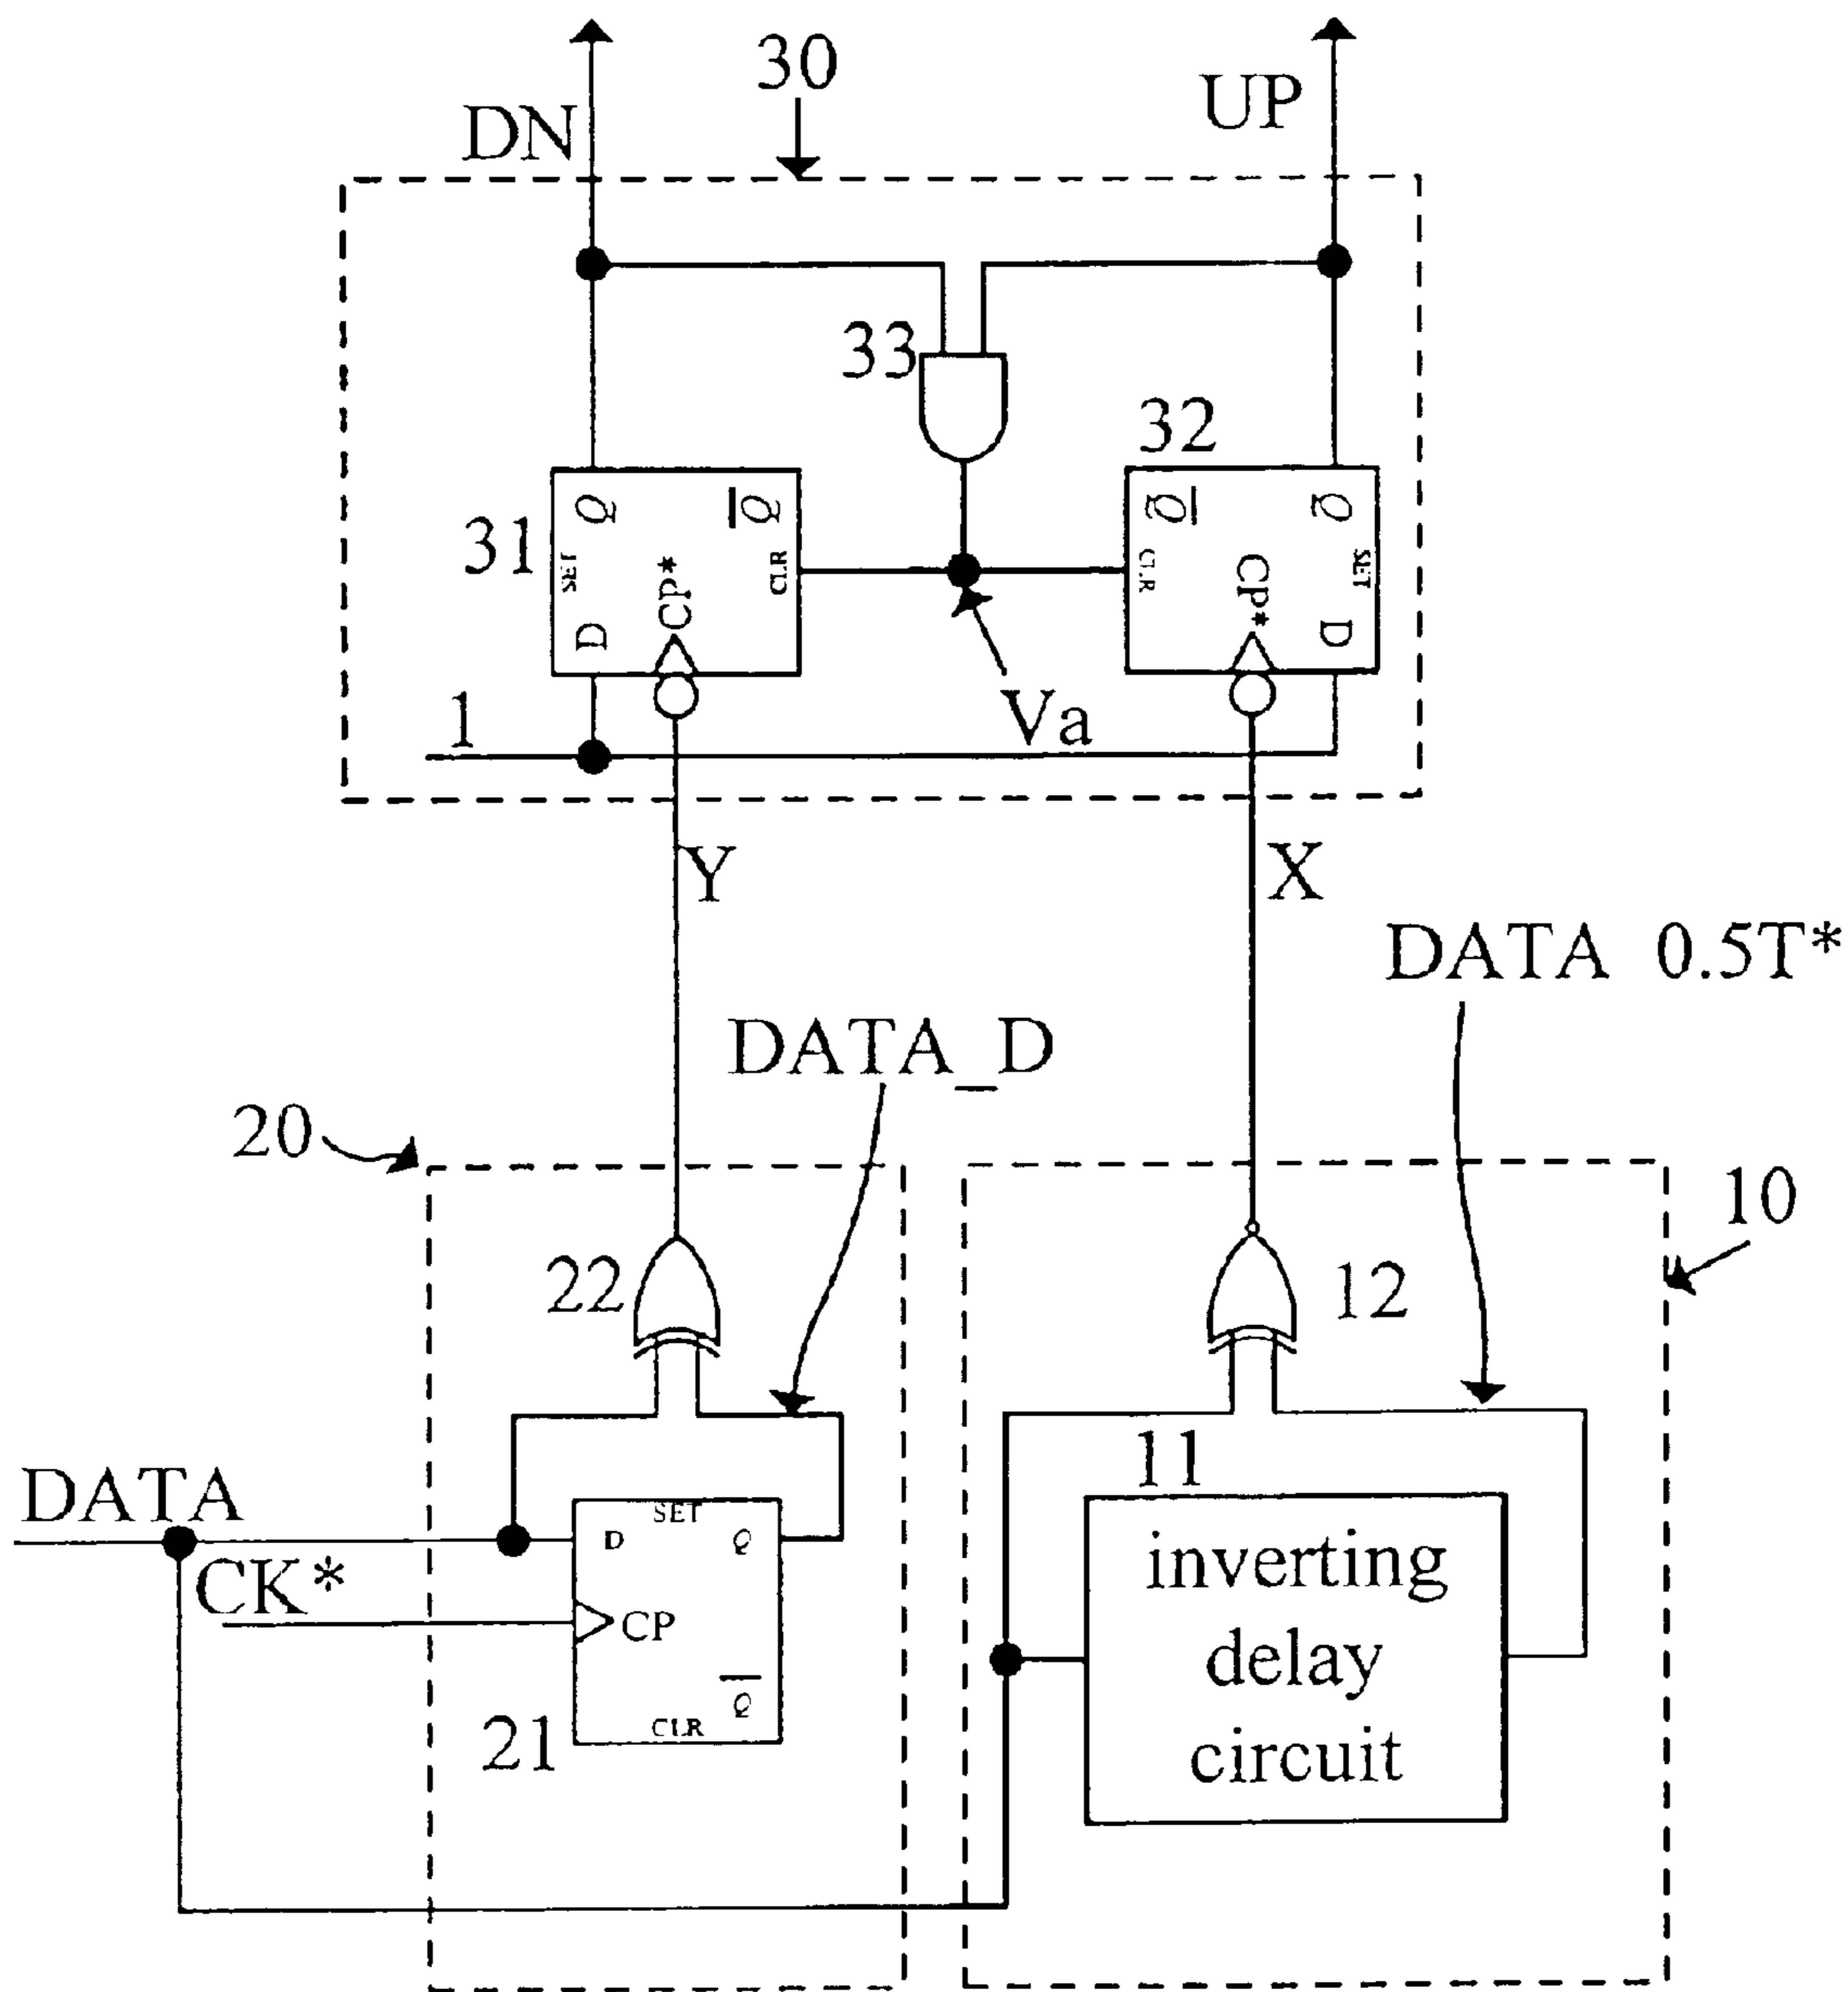 30
DN
UP
33
32
31
Q
Q
SET
CP*
CLR
D
Q
Q
CLR
CP*
SET
D
1
Va
Y
X
DATA 0.5T*
DATA_D
20
10
22
12
11
DATA
SET
D
Q
CK*
CP
Q
CLR
21
inverting
delay
circuit